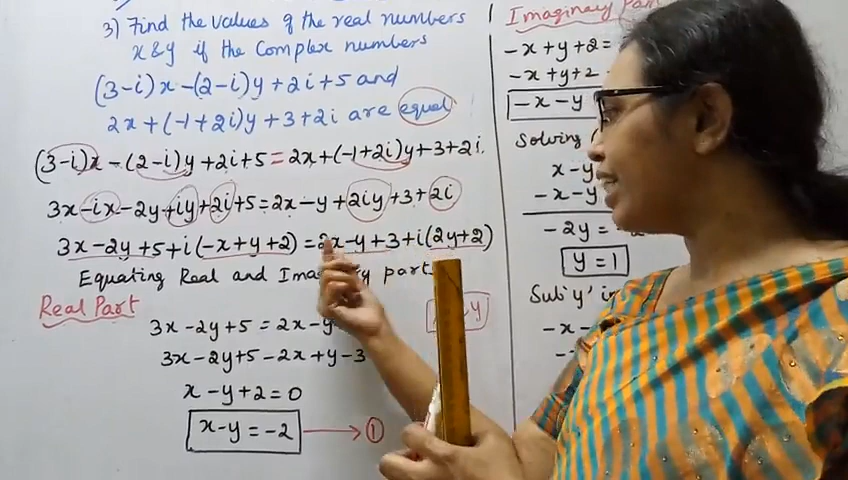 3) Find the values of the real numbers
x & y if the Complex numbers
(3-i)x -(2-i)y +2i+5 and
2x +(-1+2i)y +3+2i are equal
(3-i)x -(2-i)y +2i+5 = 2x+(-1+2i)y+3+2i.
3x-ix-2y+iy+2i+5=2x-y+2iy+3+2i
3x-2y+5+i(-x+y+2) =2x-y+3+i(2y+2)
Equating Real and Imaginary part
Real Part
3x-2y+5 = 2x-y
3x-2y+5-2x+y-3
x-y+2=0
x-y=-2 → ①
y
Imaginary Part
-x+y+2=
-x+y+2-
-x-y
Solving
x-y
-x-y
-2y =
y=1
Sub 'y' in
-x-